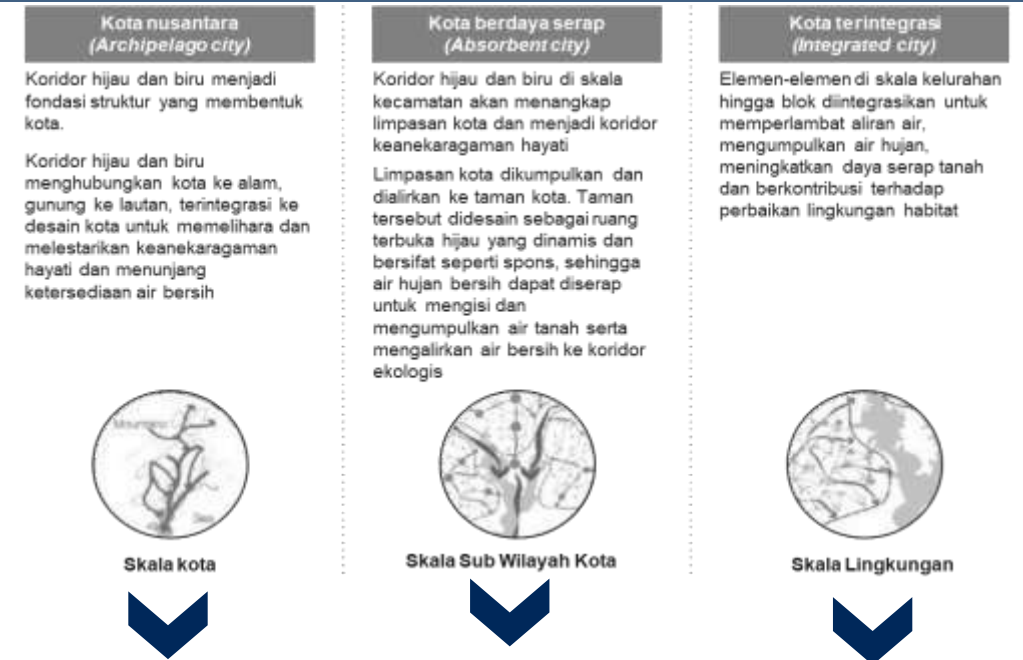 Kota nusantara
(Archipelago city)
Koridor hijau dan biru menjadi
fondasi struktur yang membentuk
kota.
Koridor hijau dan biru
menghubungkan kota ke alam,
gunung ke lautan, terintegrasi ke
desain kota untuk memelihara dan
melestarikan keanekaragaman
hayati dan menunjang
ketersediaan air bersih
Mountains
Sea
Skala kota
Kota berdaya serap
(Absorbent city)
Koridor hijau dan biru di skala
kecamatan akan menangkap
limpasan kota dan menjadi koridor
keanekaragaman hayati
Limpasan kota dikumpulkan dan
dialirkan ke taman kota. Taman
tersebut didesain sebagai ruang
terbuka hijau yang dinamis dan
bersifat seperti spons, sehingga
air hujan bersih dapat diserap
untuk mengisi dan
mengumpulkan air tanah serta
mengalirkan air bersih ke koridor
ekologis
Skala Sub Wilayah Kota
Kota terintegrasi
(Integrated city)
Elemen-elemen di skala kelurahan
hingga blok diintegrasikan untuk
memperlambat aliran air,
mengumpulkan air hujan,
meningkatkan daya serap tanah
dan berkontribusi terhadap
perbaikan lingkungan habitat
Skala Lingkungan